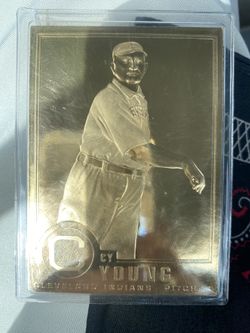 C
CY
YOUNG
CLEVELAND INDIANS PITCHER